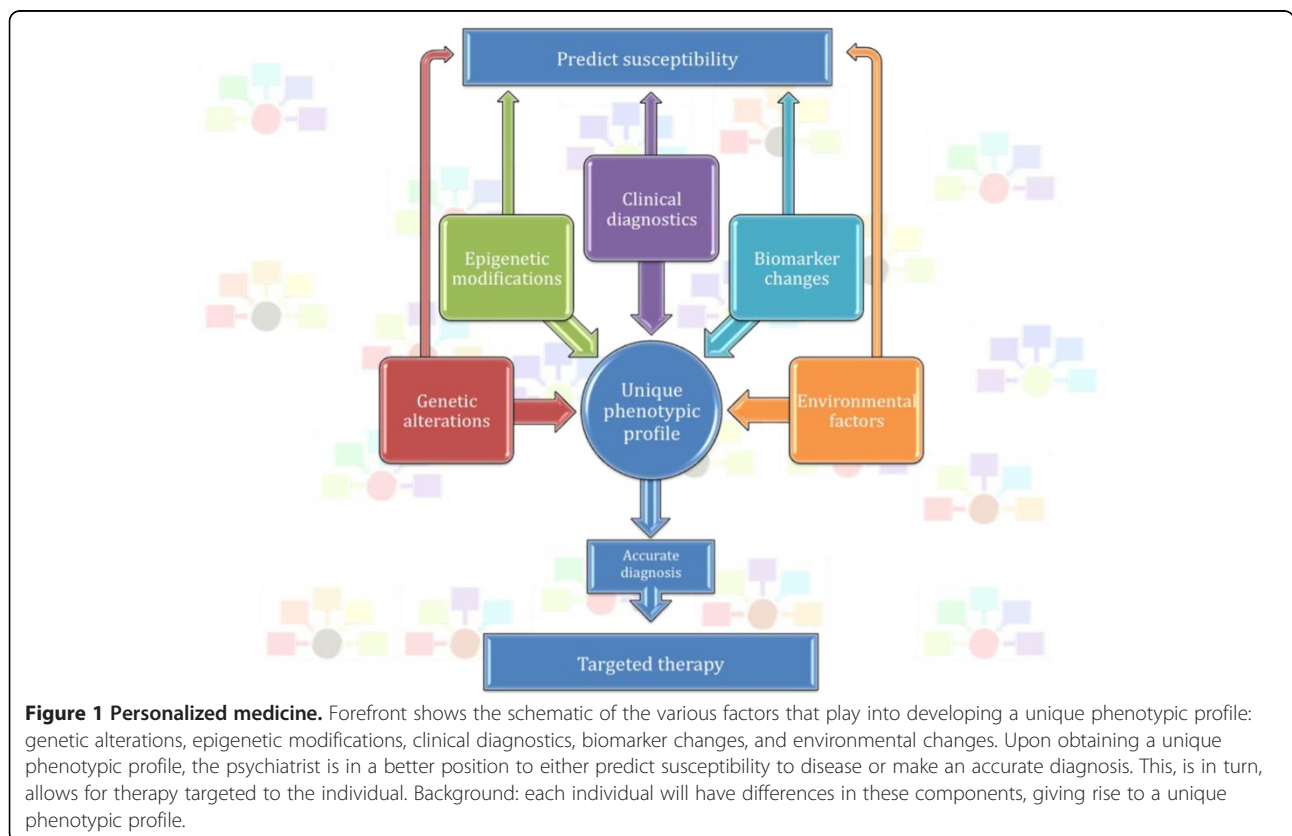 Predict susceptibility
Clinical
diagnostics
Epigenetic
modifications
Biomarker
changes
Genetic
alterations
Unique
phenotypic
profile
Environmental
factors
Accurate
diagnosis
Targeted therapy
Figure 1 Personalized medicine. Forefront shows the schematic of the various factors that play into developing a unique phenotypic profile:
genetic alterations, epigenetic modifications, clinical diagnostics, biomarker changes, and environmental changes. Upon obtaining a unique
phenotypic profile, the psychiatrist is in a better position to either predict susceptibility to disease or make an accurate diagnosis. This, is in turn,
allows for therapy targeted to the individual. Background: each individual will have differences in these components, giving rise to a unique
phenotypic profile.